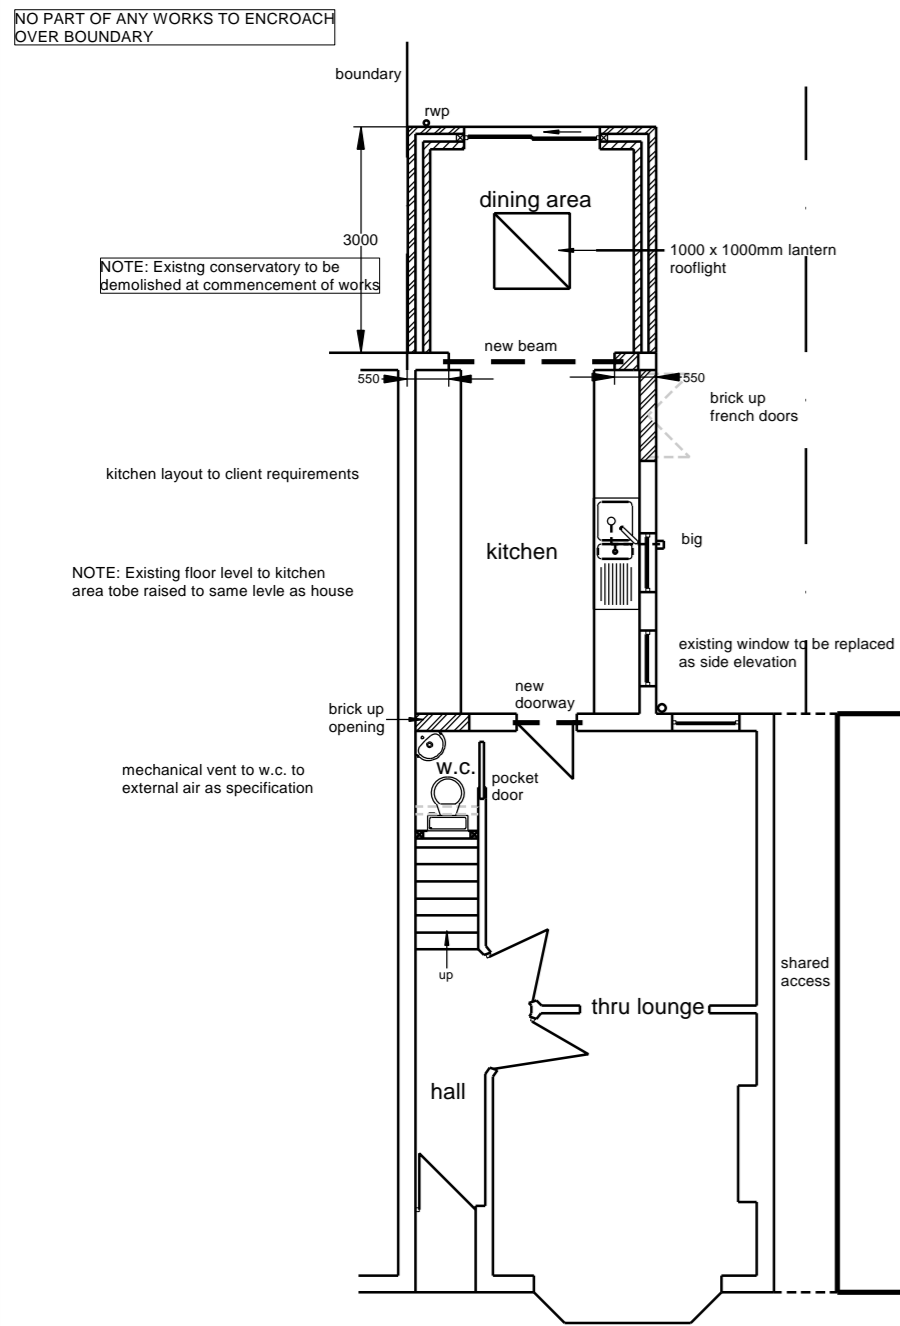 NO PART OF ANY WORKS TO ENCROACH
OVER BOUNDARY
boundary
rwp
dining area
3000
1000 x 1000mm lantern
rooflight
NOTE: Existng conservatory to be
demolished at commencement of works
new beam
550
550
brick up
french doors
kitchen layout to client requirements
big
kitchen
NOTE: Existing floor level to kitchen
area tobe raised to same levle as house
existing window to be replaced
as side elevation
new
doorway
brick up
opening
w.c.
mechanical vent to w.c. to
external air as specification
pocket
door
up
shared
access
thru lounge
hall